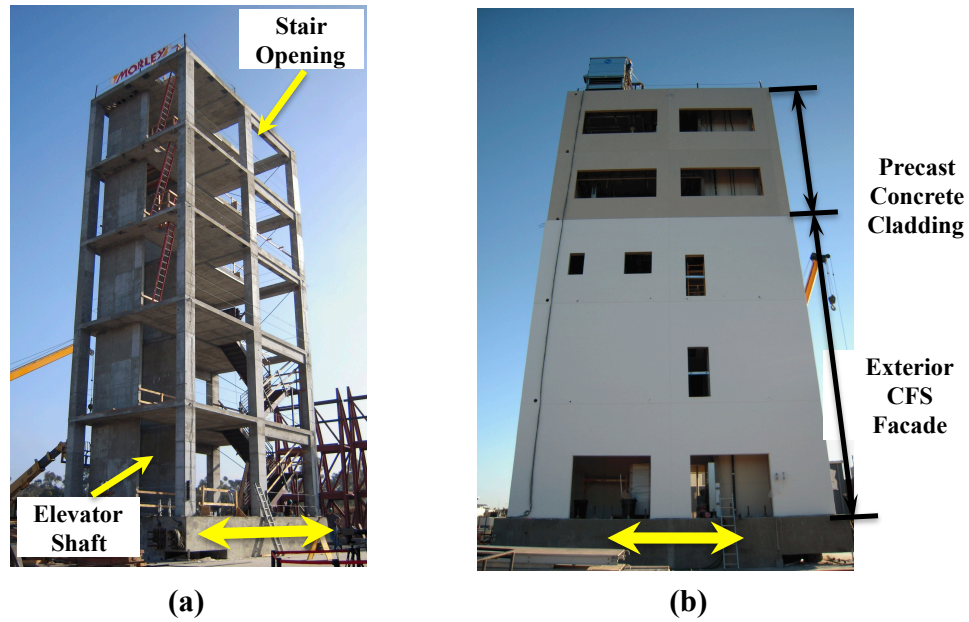 Stair
Opening
MORLEY
Elevator
Shaft
(a)
Precast
Concrete
Cladding
Exterior
CFS
Facade
(b)